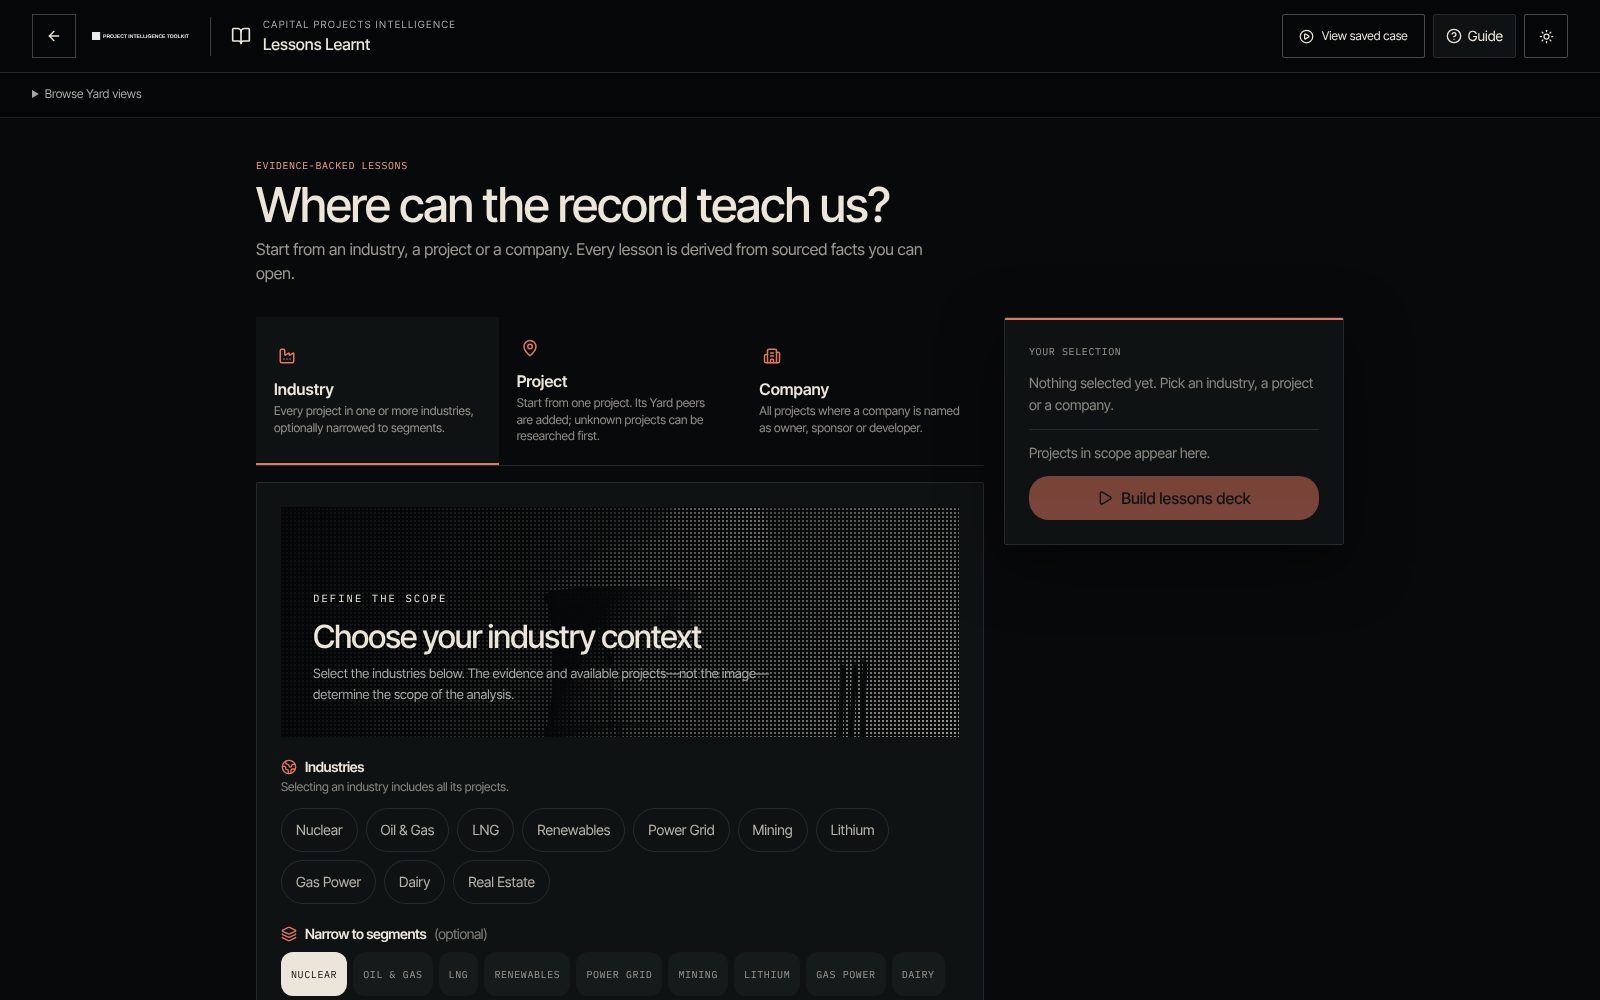 PROJECT INTELLIGENCE TOOLKIT
CAPITAL PROJECTS INTELLIGENCE
Lessons Learnt
View saved case
Guide
Browse Yard views
EVIDENCE-BACKED LESSONS
Where can the record teach us?
Start from an industry, a project or a company. Every lesson is derived from sourced facts you can
open.
Industry
Every project in one or more industries,
optionally narrowed to segments.
Project
Start from one project. Its Yard peers
are added; unknown projects can be
researched first.
Company
All projects where a company is named
as owner, sponsor or developer.
YOUR SELECTION
Nothing selected yet. Pick an industry, a project
or a company.
Projects in scope appear here.
Build lessons deck
DEFINE THE SCOPE
Choose your industry context
Select the industries below. The evidence and available projects—not the image—
determine the scope of the analysis.
Industries
Selecting an industry includes all its projects.
Nuclear
Oil & Gas
LNG
Renewables
Power Grid
Mining
Lithium
Gas Power
Dairy
Real Estate
Narrow to segments (optional)
NUCLEAR
OIL & GAS
LNG
RENEWABLES
POWER GRID
MINING
LITHIUM
GAS POWER
DAIRY